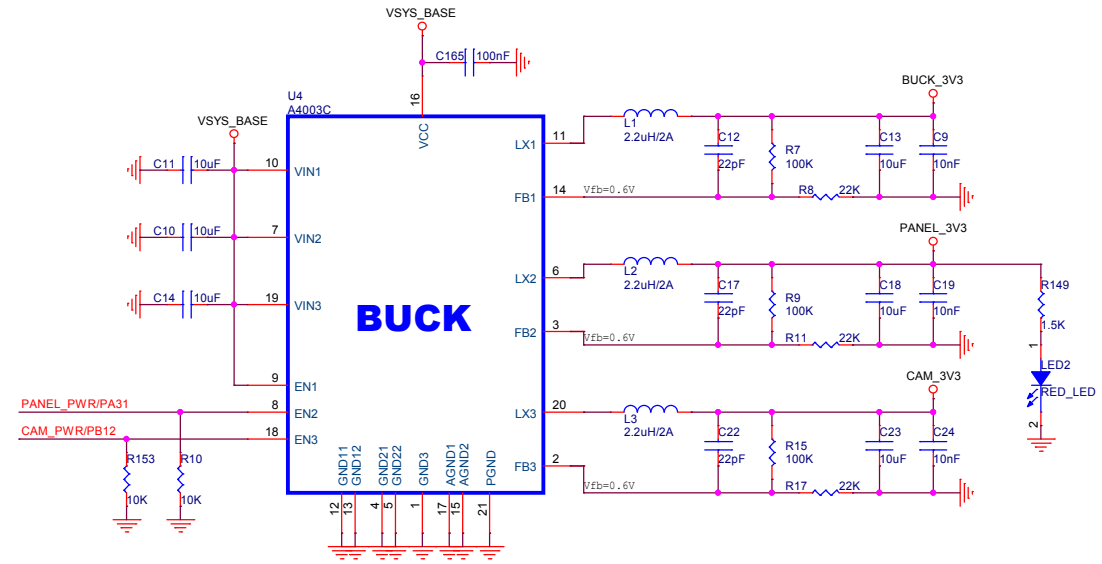 VSYS_BASE
C165 100nF
16
VCC
U4
A4003C
BUCK
VSYS_BASE
C11 10uF
10 VIN1
C10 10uF
7 VIN2
C14 10uF
19 VIN3
9 EN1
PANEL_PWR/PA31
8 EN2
CAM_PWR/PB12
18 EN3
R153
10K
R10
10K
GND11
GND12
GND21
GND22
GND3
AGND1
AGND2
PGND
12
13
4
5
1
17
15
21
BUCK_3V3
LX1 11
L1
2.2uH/2A
C12
22pF
R7
100K
C13
10uF
C9
10nF
FB1 14
Vfb=0.6V
R8 22K
PANEL_3V3
LX2 6
L2
2.2uH/2A
C17
22pF
R9
100K
C18
10uF
C19
10nF
FB2 3
Vfb=0.6V
R11 22K
R149
1.5K
1
LED2
RED_LED
2
CAM_3V3
LX3 20
L3
2.2uH/2A
C22
22pF
R15
100K
C23
10uF
C24
10nF
FB3 2
Vfb=0.6V
R17 22K